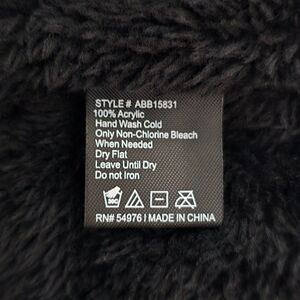 STYLE # ABB15831
100% Acrylic
Hand Wash Cold
Only Non-Chlorine Bleach
When Needed
Dry Flat
Leave Until Dry
Do not Iron
RN# 54976 I MADE IN CHINA